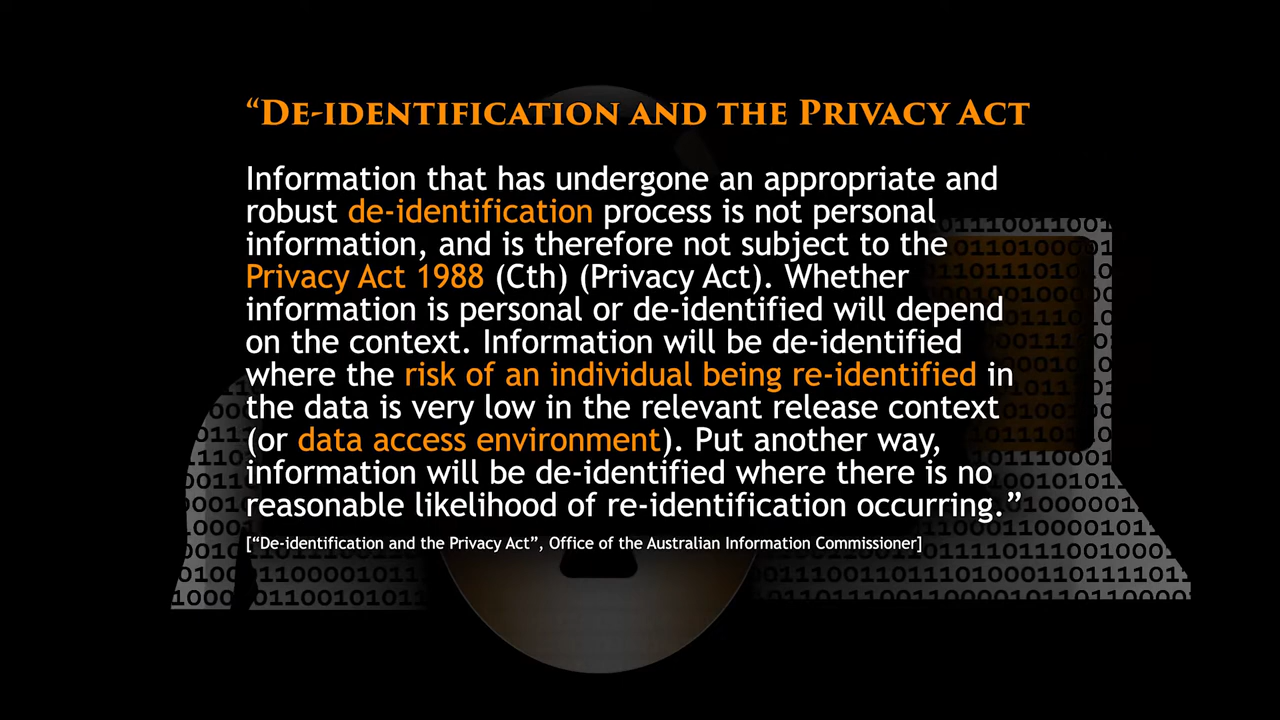 “De-identification and the Privacy Act
Information that has undergone an appropriate and
robust de-identification process is not personal
information, and is therefore not subject to the
Privacy Act 1988 (Cth) (Privacy Act). Whether
information is personal or de-identified will depend
on the context. Information will be de-identified
where the risk of an individual being re-identified in
the data is very low in the relevant release context
(or data access environment). Put another way,
information will be de-identified where there is no
reasonable likelihood of re-identification occurring.”
[“De-identification and the Privacy Act”, Office of the Australian Information Commissioner]